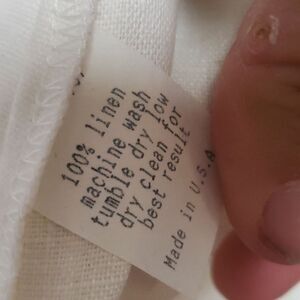 100% linen
machine wash
tumble dry low
dry clean for
best result
Made in U.S.A